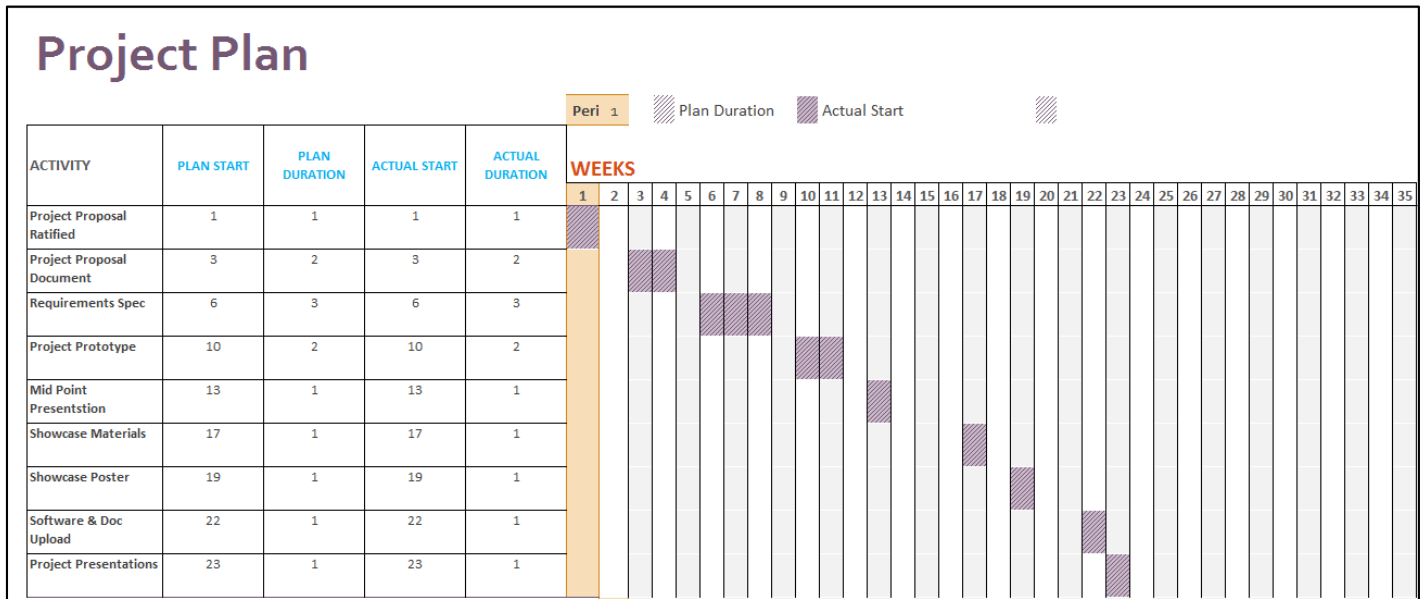 Project Plan
Peri 1 Plan Duration Actual Start
ACTIVITY PLAN START PLAN DURATION ACTUAL START ACTUAL DURATION WEEKS
1 2 3 4 5 6 7 8 9 10 11 12 13 14 15 16 17 18 19 20 21 22 23 24 25 26 27 28 29 30 31 32 33 34 35
Project Proposal Ratified 1 1 1 1
Project Proposal Document 3 2 3 2
Requirements Spec 6 3 6 3
Project Prototype 10 2 10 2
Mid Point Presentstion 13 1 13 1
Showcase Materials 17 1 17 1
Showcase Poster 19 1 19 1
Software & Doc Upload 22 1 22 1
Project Presentations 23 1 23 1